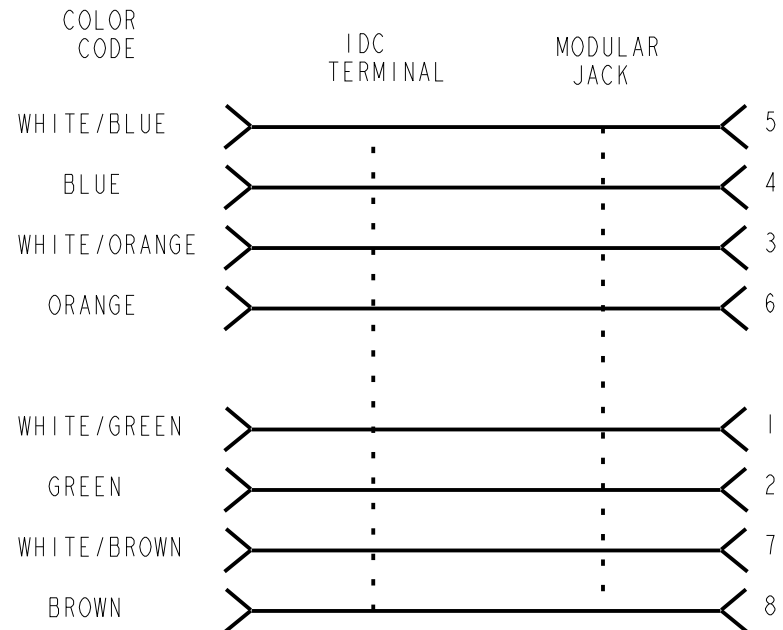 COLOR
CODE
IDC
TERMINAL
MODULAR
JACK
WHITE/BLUE 5
BLUE 4
WHITE/ORANGE 3
ORANGE 6
WHITE/GREEN 1
GREEN 2
WHITE/BROWN 7
BROWN 8